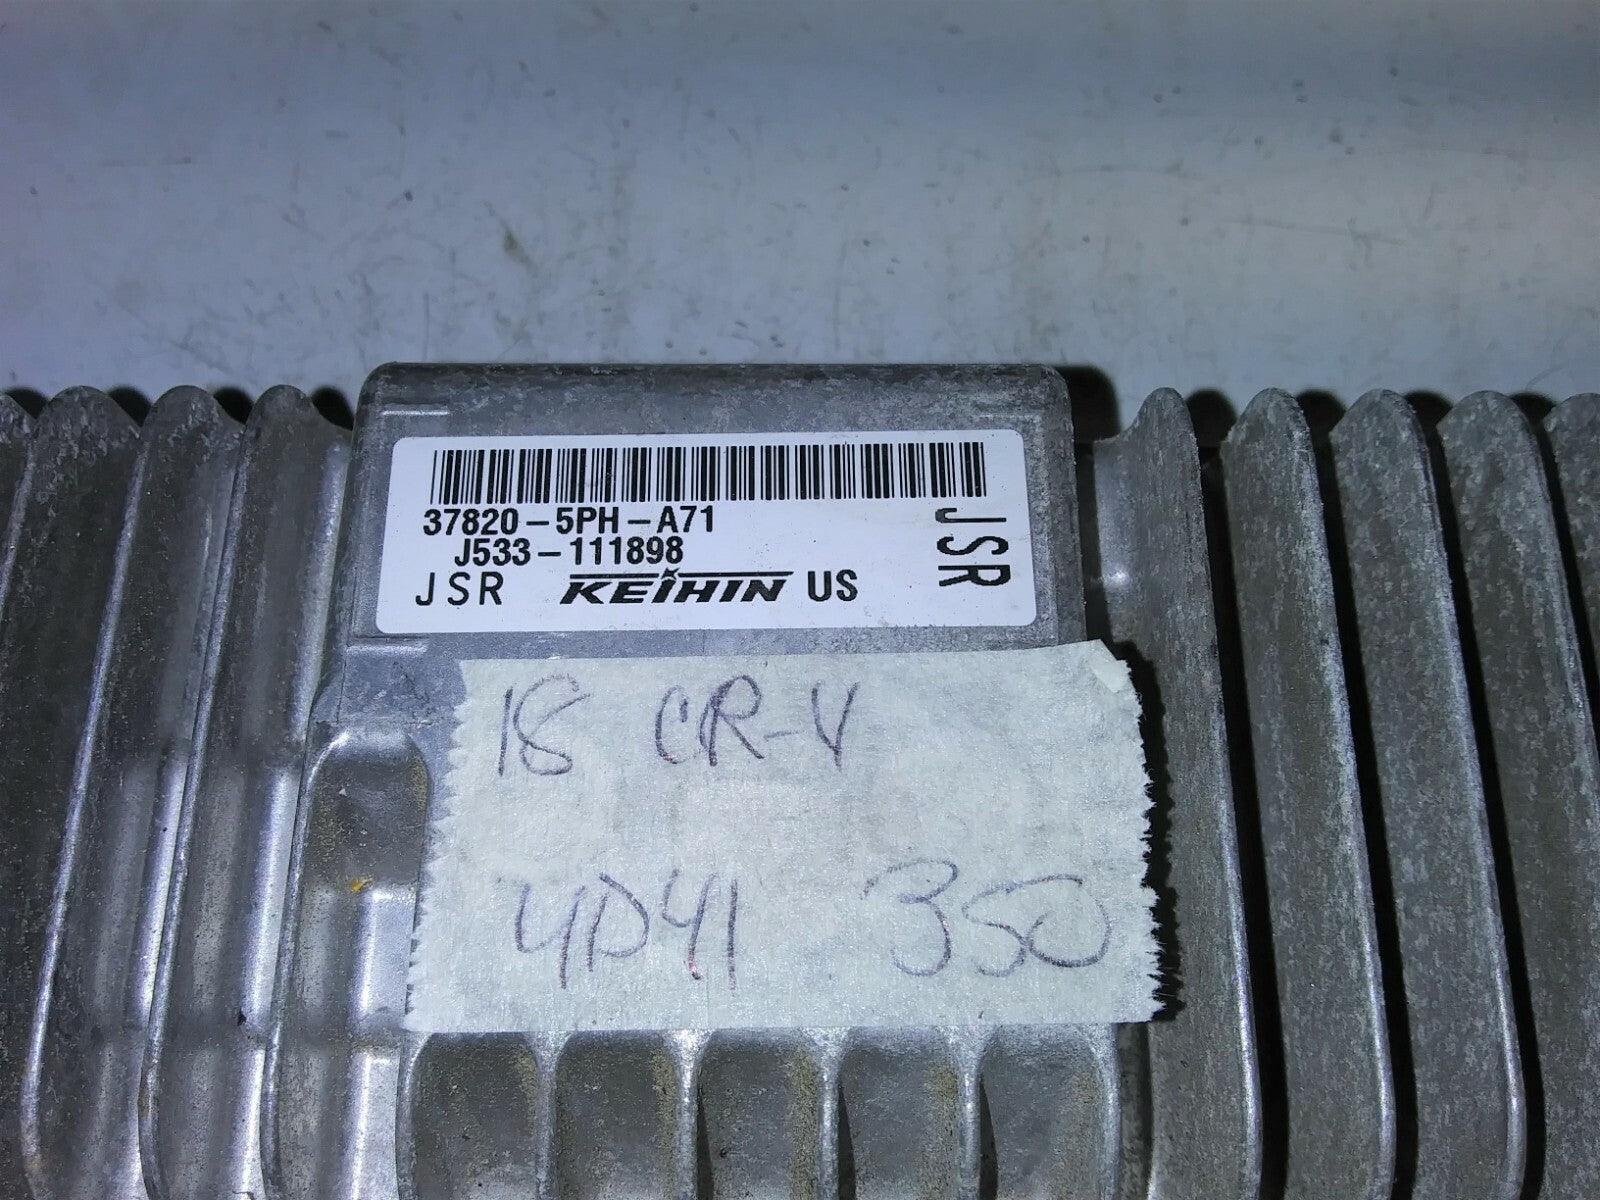 37820-5PH-A71
J533-111898
JSR KEIHIN US
JSR
18 CR-V
4D41 350